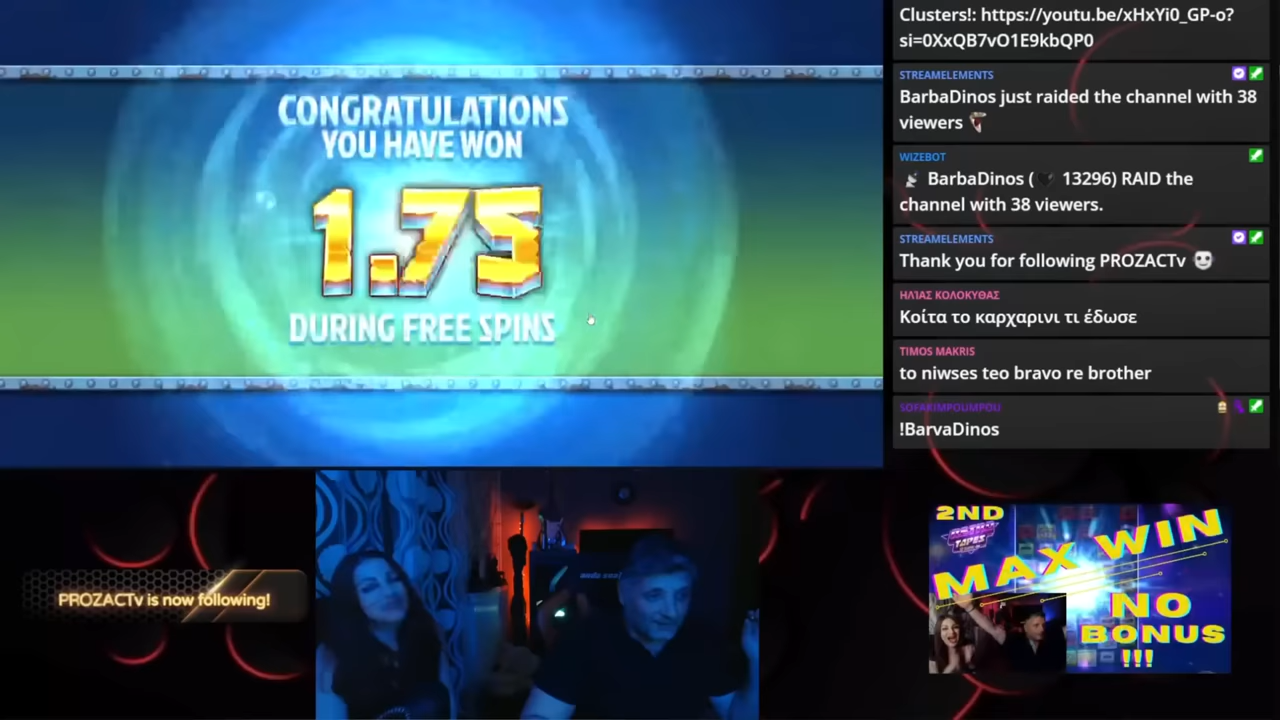 CONGRATULATIONS
YOU HAVE WON
1.75
DURING FREE SPINS
Clusters!: https://youtu.be/xHxYi0_GP-o?
si=0XxQB7vO1E9kbQP0
STREAMELEMENTS
BarbaDinos just raided the channel with 38
viewers
WIZEBOT
BarbaDinos ( 13296) RAID the
channel with 38 viewers.
STREAMELEMENTS
Thank you for following PROZACTv
ΗΛΊΑΣ ΚΟΛΟΚΥΘΑΣ
Κοίτα το καρχαρινι τι έδωσε
TIMOS MAKRIS
to niwses teo bravo re brother
SOFAKIMPOUMPOU
!BarvaDinos
PROZACTv is now following!
2ND
TAPES
MAX WIN
NO
BONUS
!!!